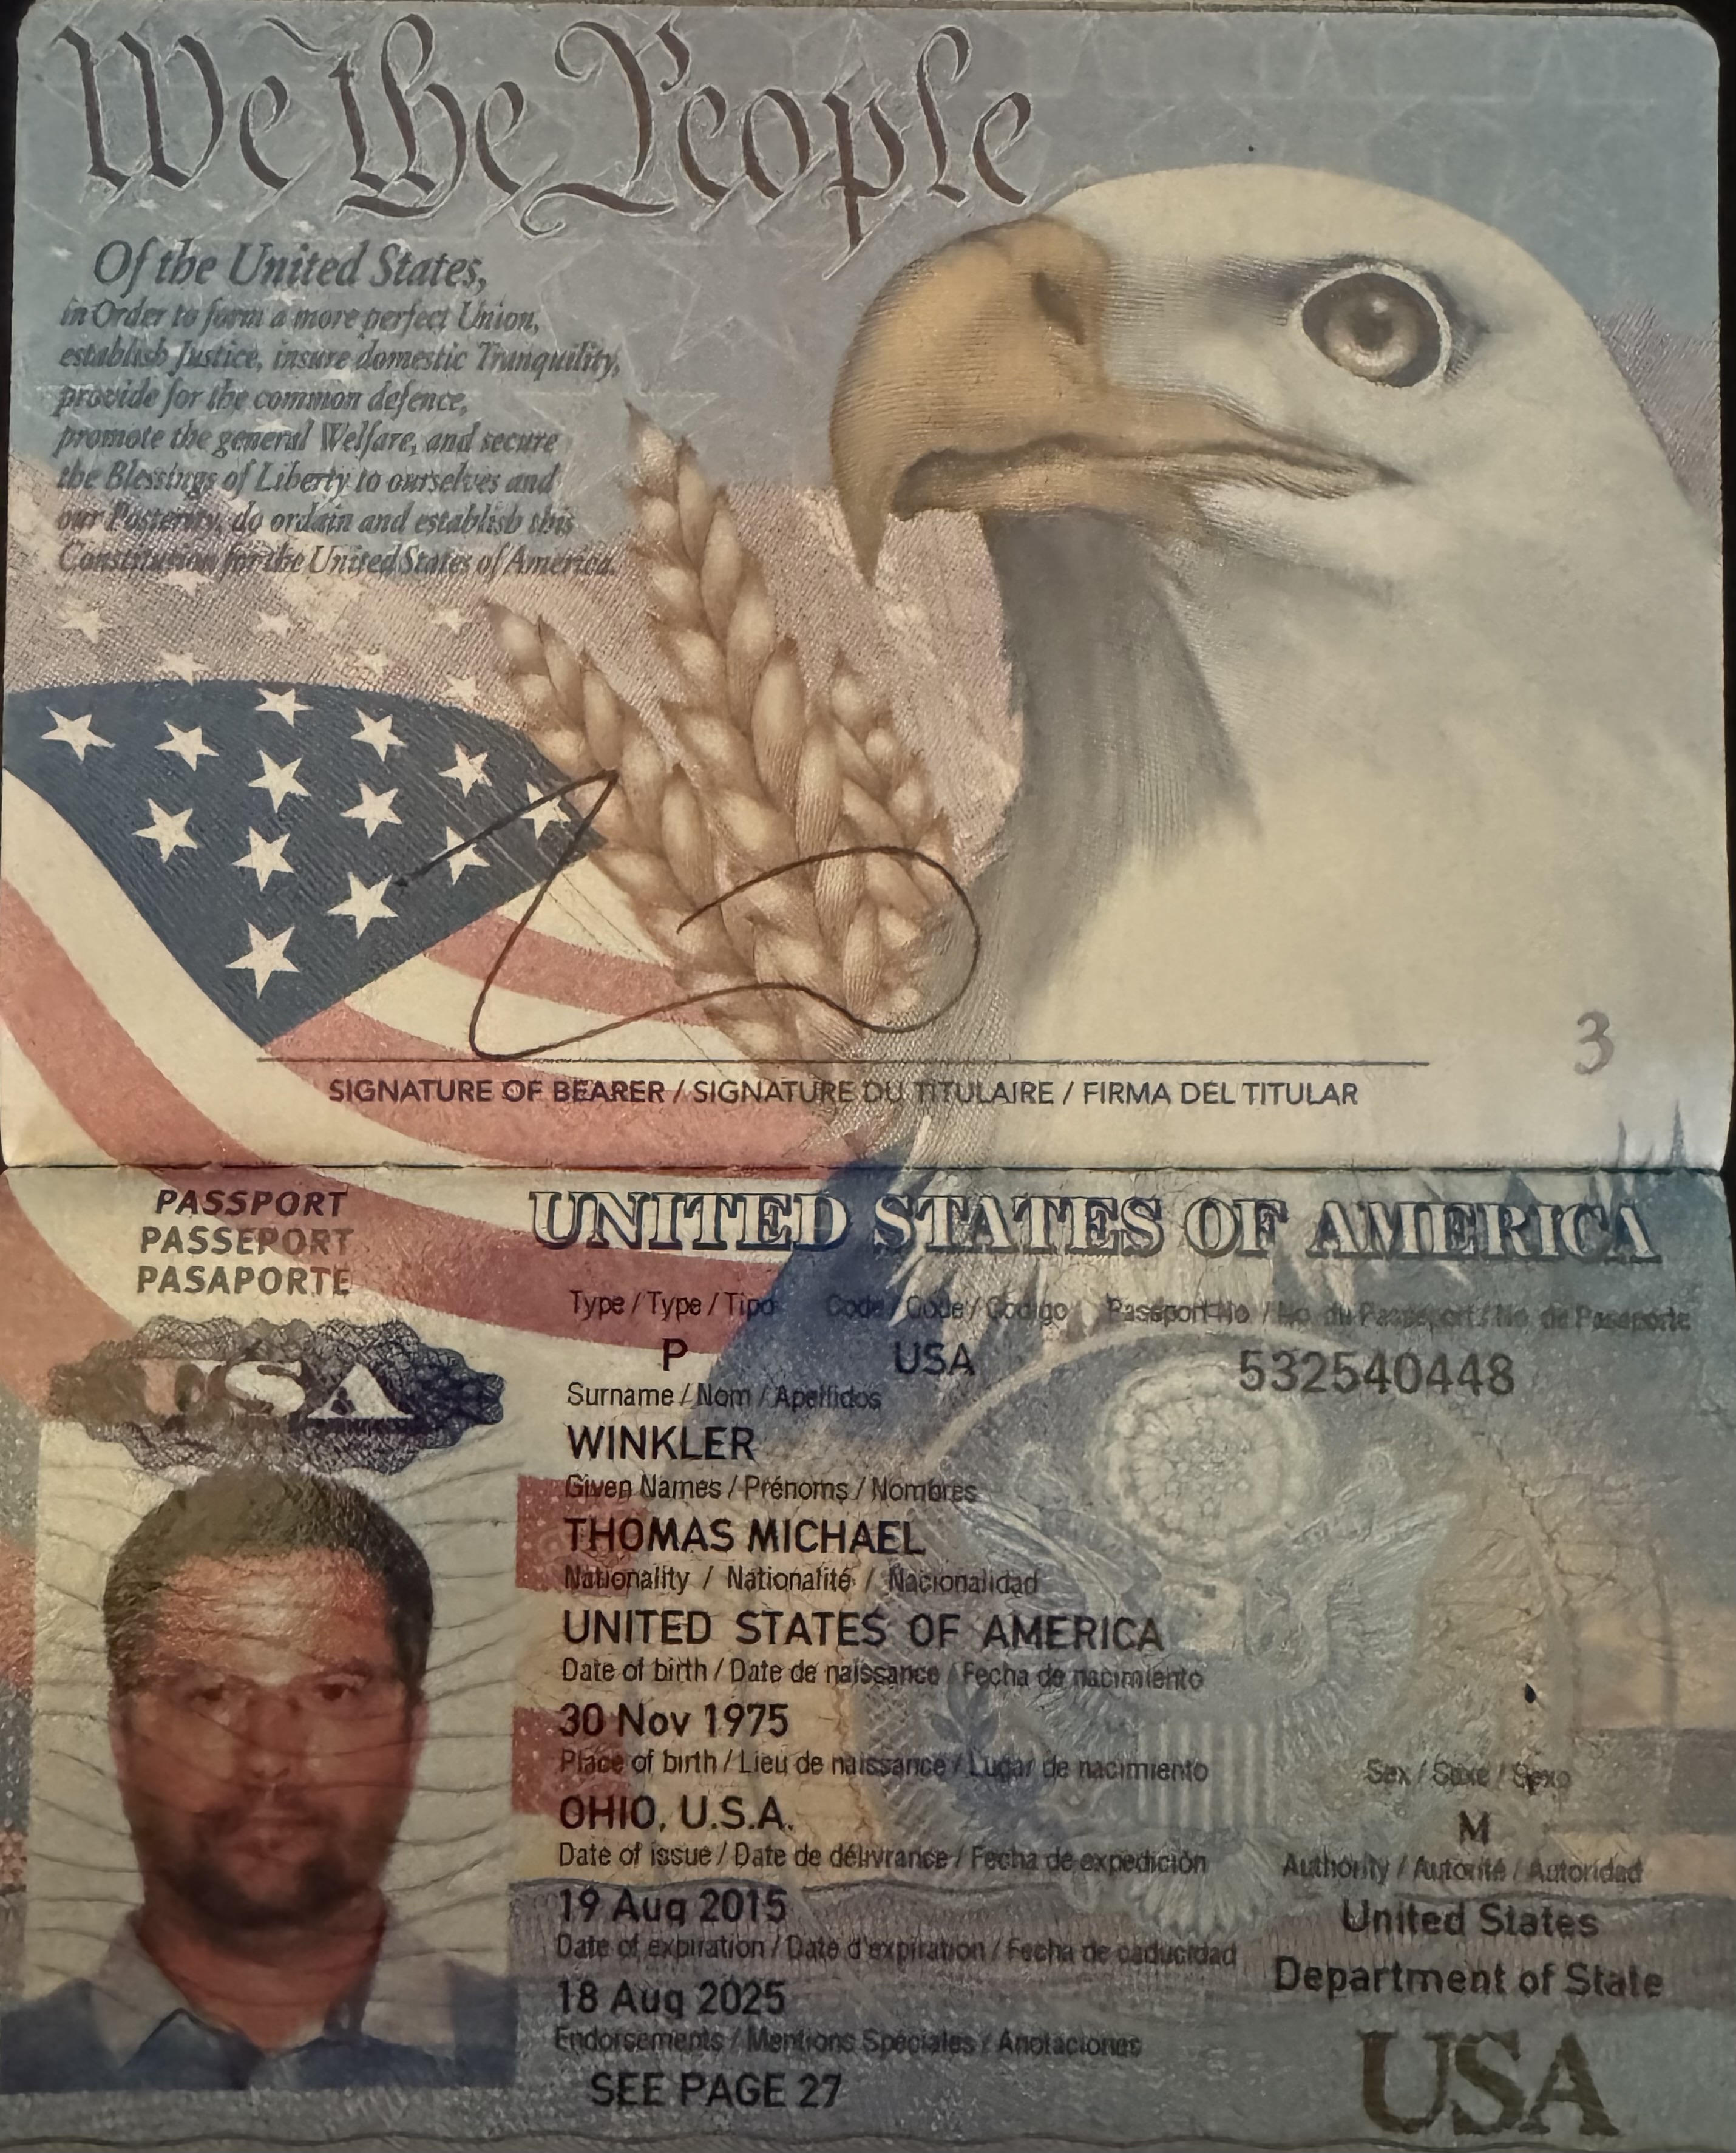 We the People
Of the United States,
in Order to form a more perfect Union,
establish Justice, insure domestic Tranquility,
provide for the common defence,
promote the general Welfare, and secure
the Blessings of Liberty to ourselves and
our Posterity, do ordain and establish this
Constitution for the United States of America.
3
SIGNATURE OF BEARER / SIGNATURE DU TITULAIRE / FIRMA DEL TITULAR
PASSPORT
PASSEPORT
PASAPORTE
USA
UNITED STATES OF AMERICA
Type / Type / Tipo Code / Code / Codigo Passport No / No. du Passeport / No. de Pasaporte
P USA 532540448
Surname / Nom / Apellidos
WINKLER
Given Names / Prénoms / Nombres
THOMAS MICHAEL
Nationality / Nationalité / Nacionalidad
UNITED STATES OF AMERICA
Date of birth / Date de naissance / Fecha de nacimiento
30 Nov 1975
Place of birth / Lieu de naissance / Lugar de nacimiento Sex / Sexe / Sexo
OHIO, U.S.A. M
Date of issue / Date de délivrance / Fecha de expedición Authority / Autorité / Autoridad
19 Aug 2015 United States
Date of expiration / Date d'expiration / Fecha de caducidad Department of State
18 Aug 2025
Endorsements / Mentions Spéciales / Anotaciones
SEE PAGE 27 USA